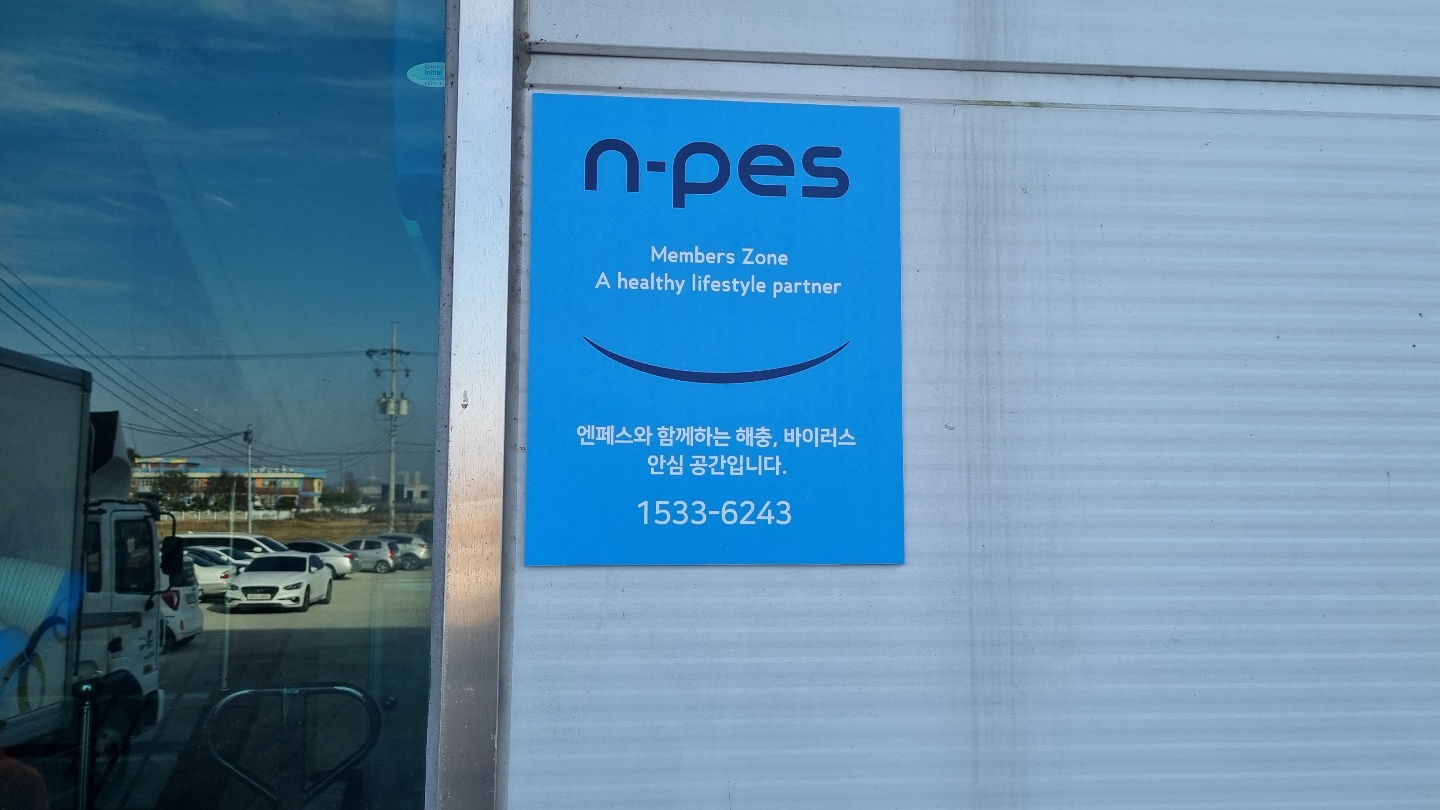 n-pes
Members Zone
A healthy lifestyle partner
엔페스와 함께하는 해충, 바이러스
안심 공간입니다.
1533-6243